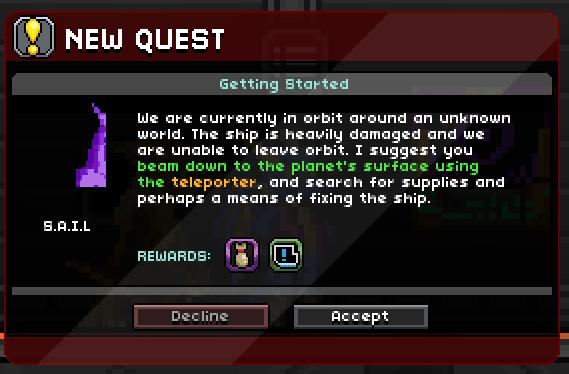 NEW QUEST
Getting Started
We are currently in orbit around an unknown
world. The ship is heavily damaged and we
are unable to leave orbit. I suggest you
beam down to the planet's surface using
the teleporter, and search for supplies and
perhaps a means of fixing the ship.
S.A.I.L
REWARDS:
Decline
Accept